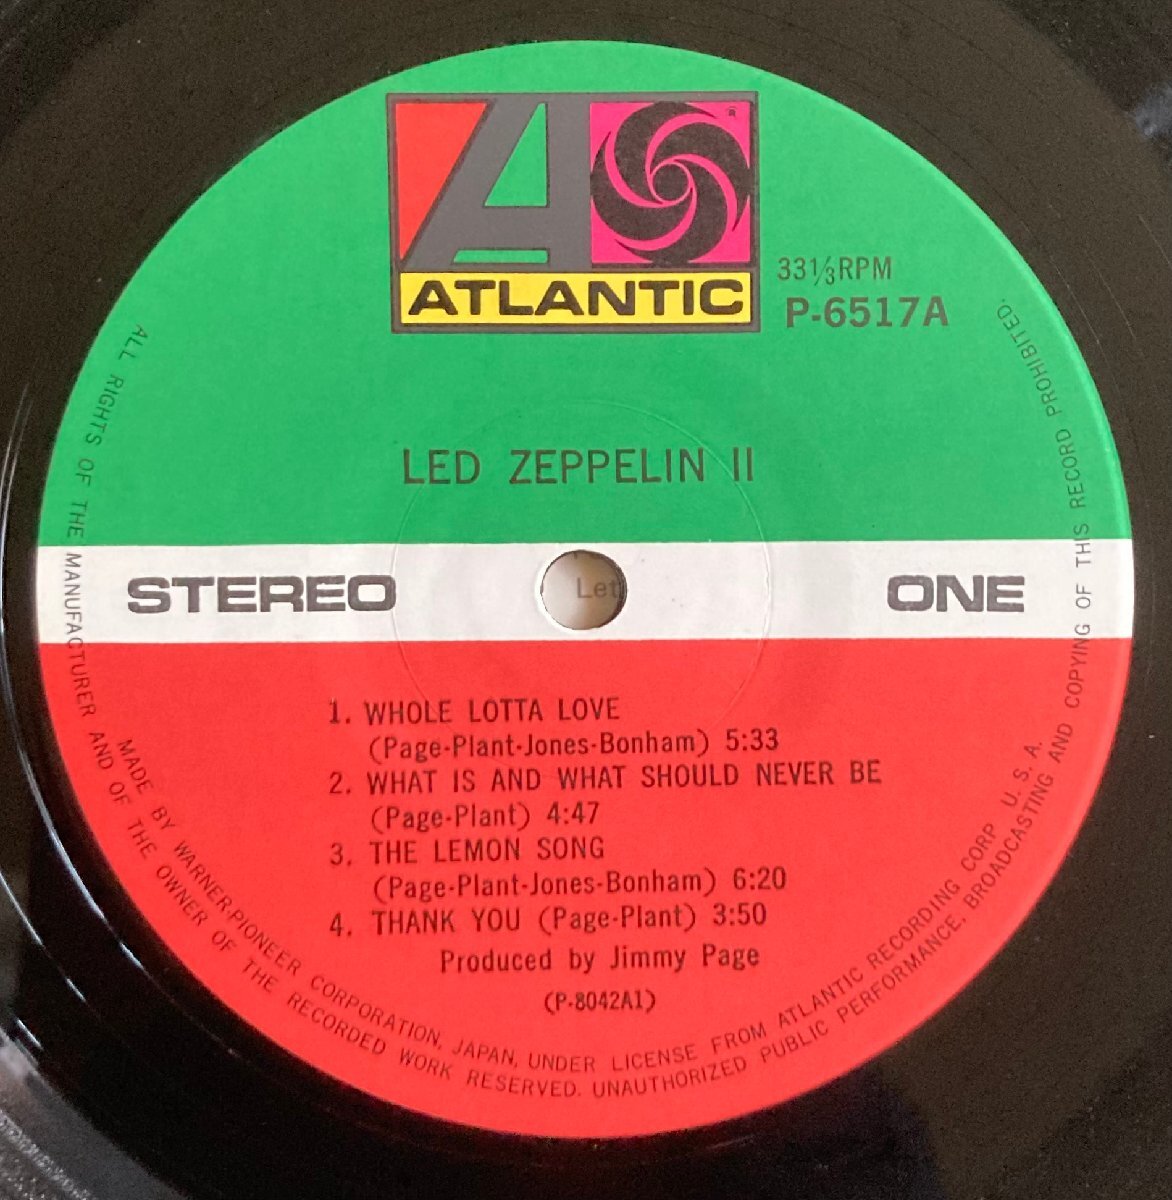 ®
ATLANTIC
33⅓RPM
P-6517A
LED ZEPPELIN II
STEREO
Let
ONE
1. WHOLE LOTTA LOVE
(Page-Plant-Jones-Bonham) 5:33
2. WHAT IS AND WHAT SHOULD NEVER BE
(Page-Plant) 4:47
3. THE LEMON SONG
(Page-Plant-Jones-Bonham) 6:20
4. THANK YOU (Page-Plant) 3:50
Produced by Jimmy Page
(P-8042A1)
MADE BY WARNER-PIONEER CORPORATION, JAPAN, UNDER LICENSE FROM ATLANTIC RECORDING CORP U. S. A.
ALL RIGHTS OF THE MANUFACTURER AND OF THE OWNER OF THE RECORDED WORK RESERVED. UNAUTHORIZED PUBLIC PERFORMANCE, BROADCASTING AND COPYING OF THIS RECORD PROHIBITED.